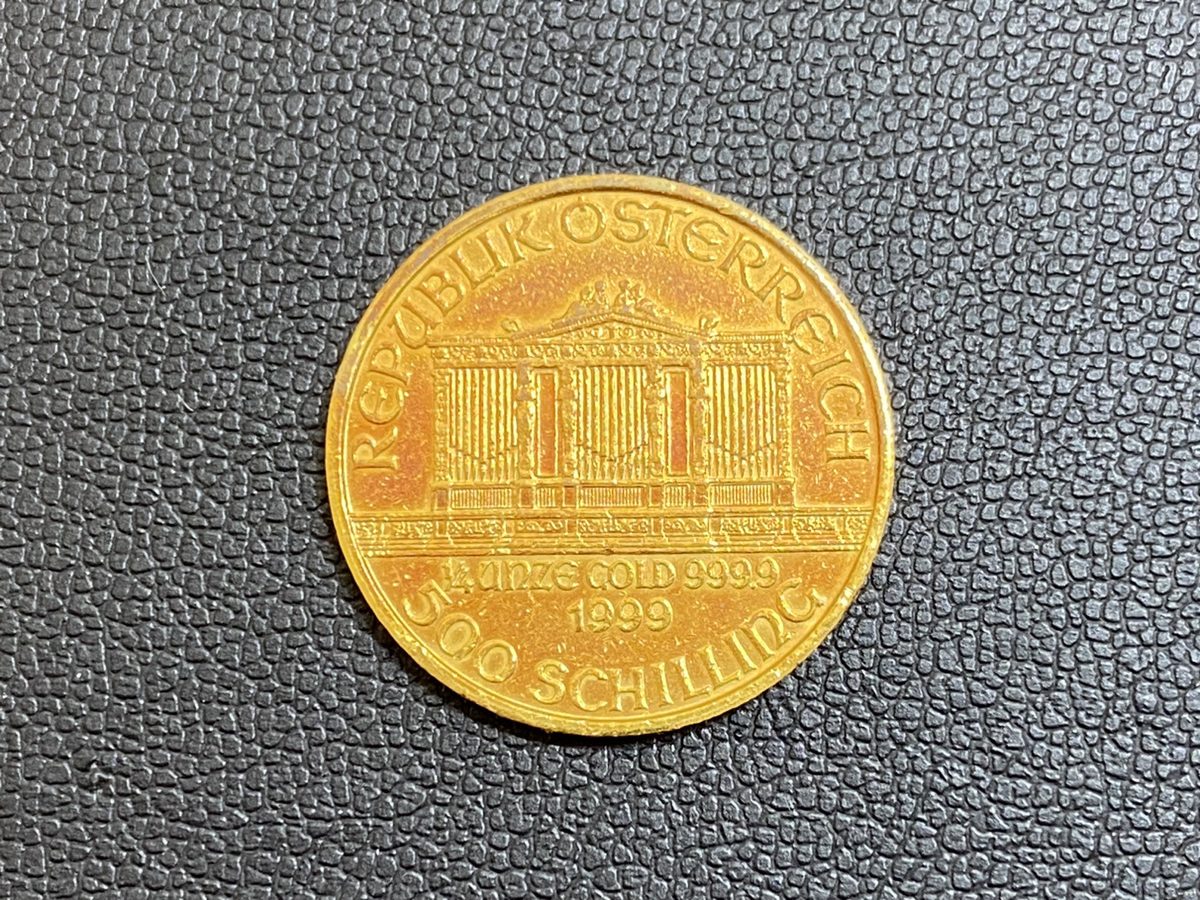 REPUBLIK ÖSTERREICH
1/4 UNZE GOLD 999.9
1999
500 SCHILLING